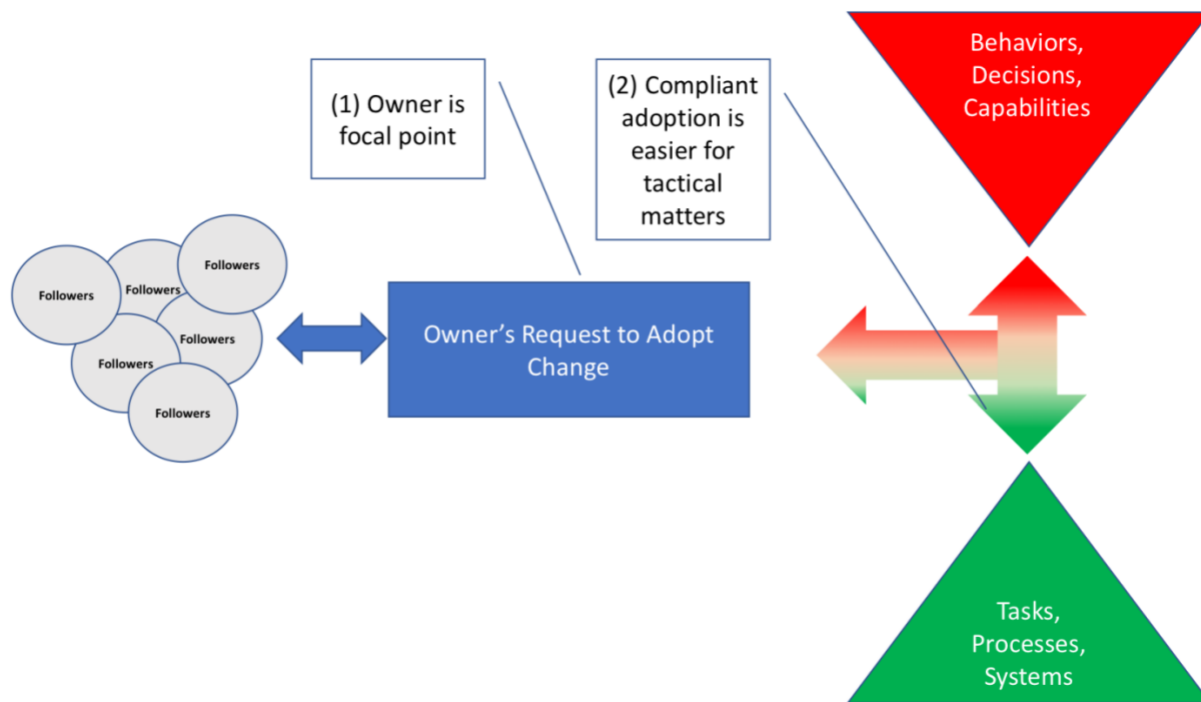 Behaviors,
Decisions,
Capabilities
(1) Owner is
focal point
(2) Compliant
adoption is
easier for
tactical
matters
Followers
Followers
Followers
Followers
Followers
Followers
Owner’s Request to Adopt
Change
Tasks,
Processes,
Systems